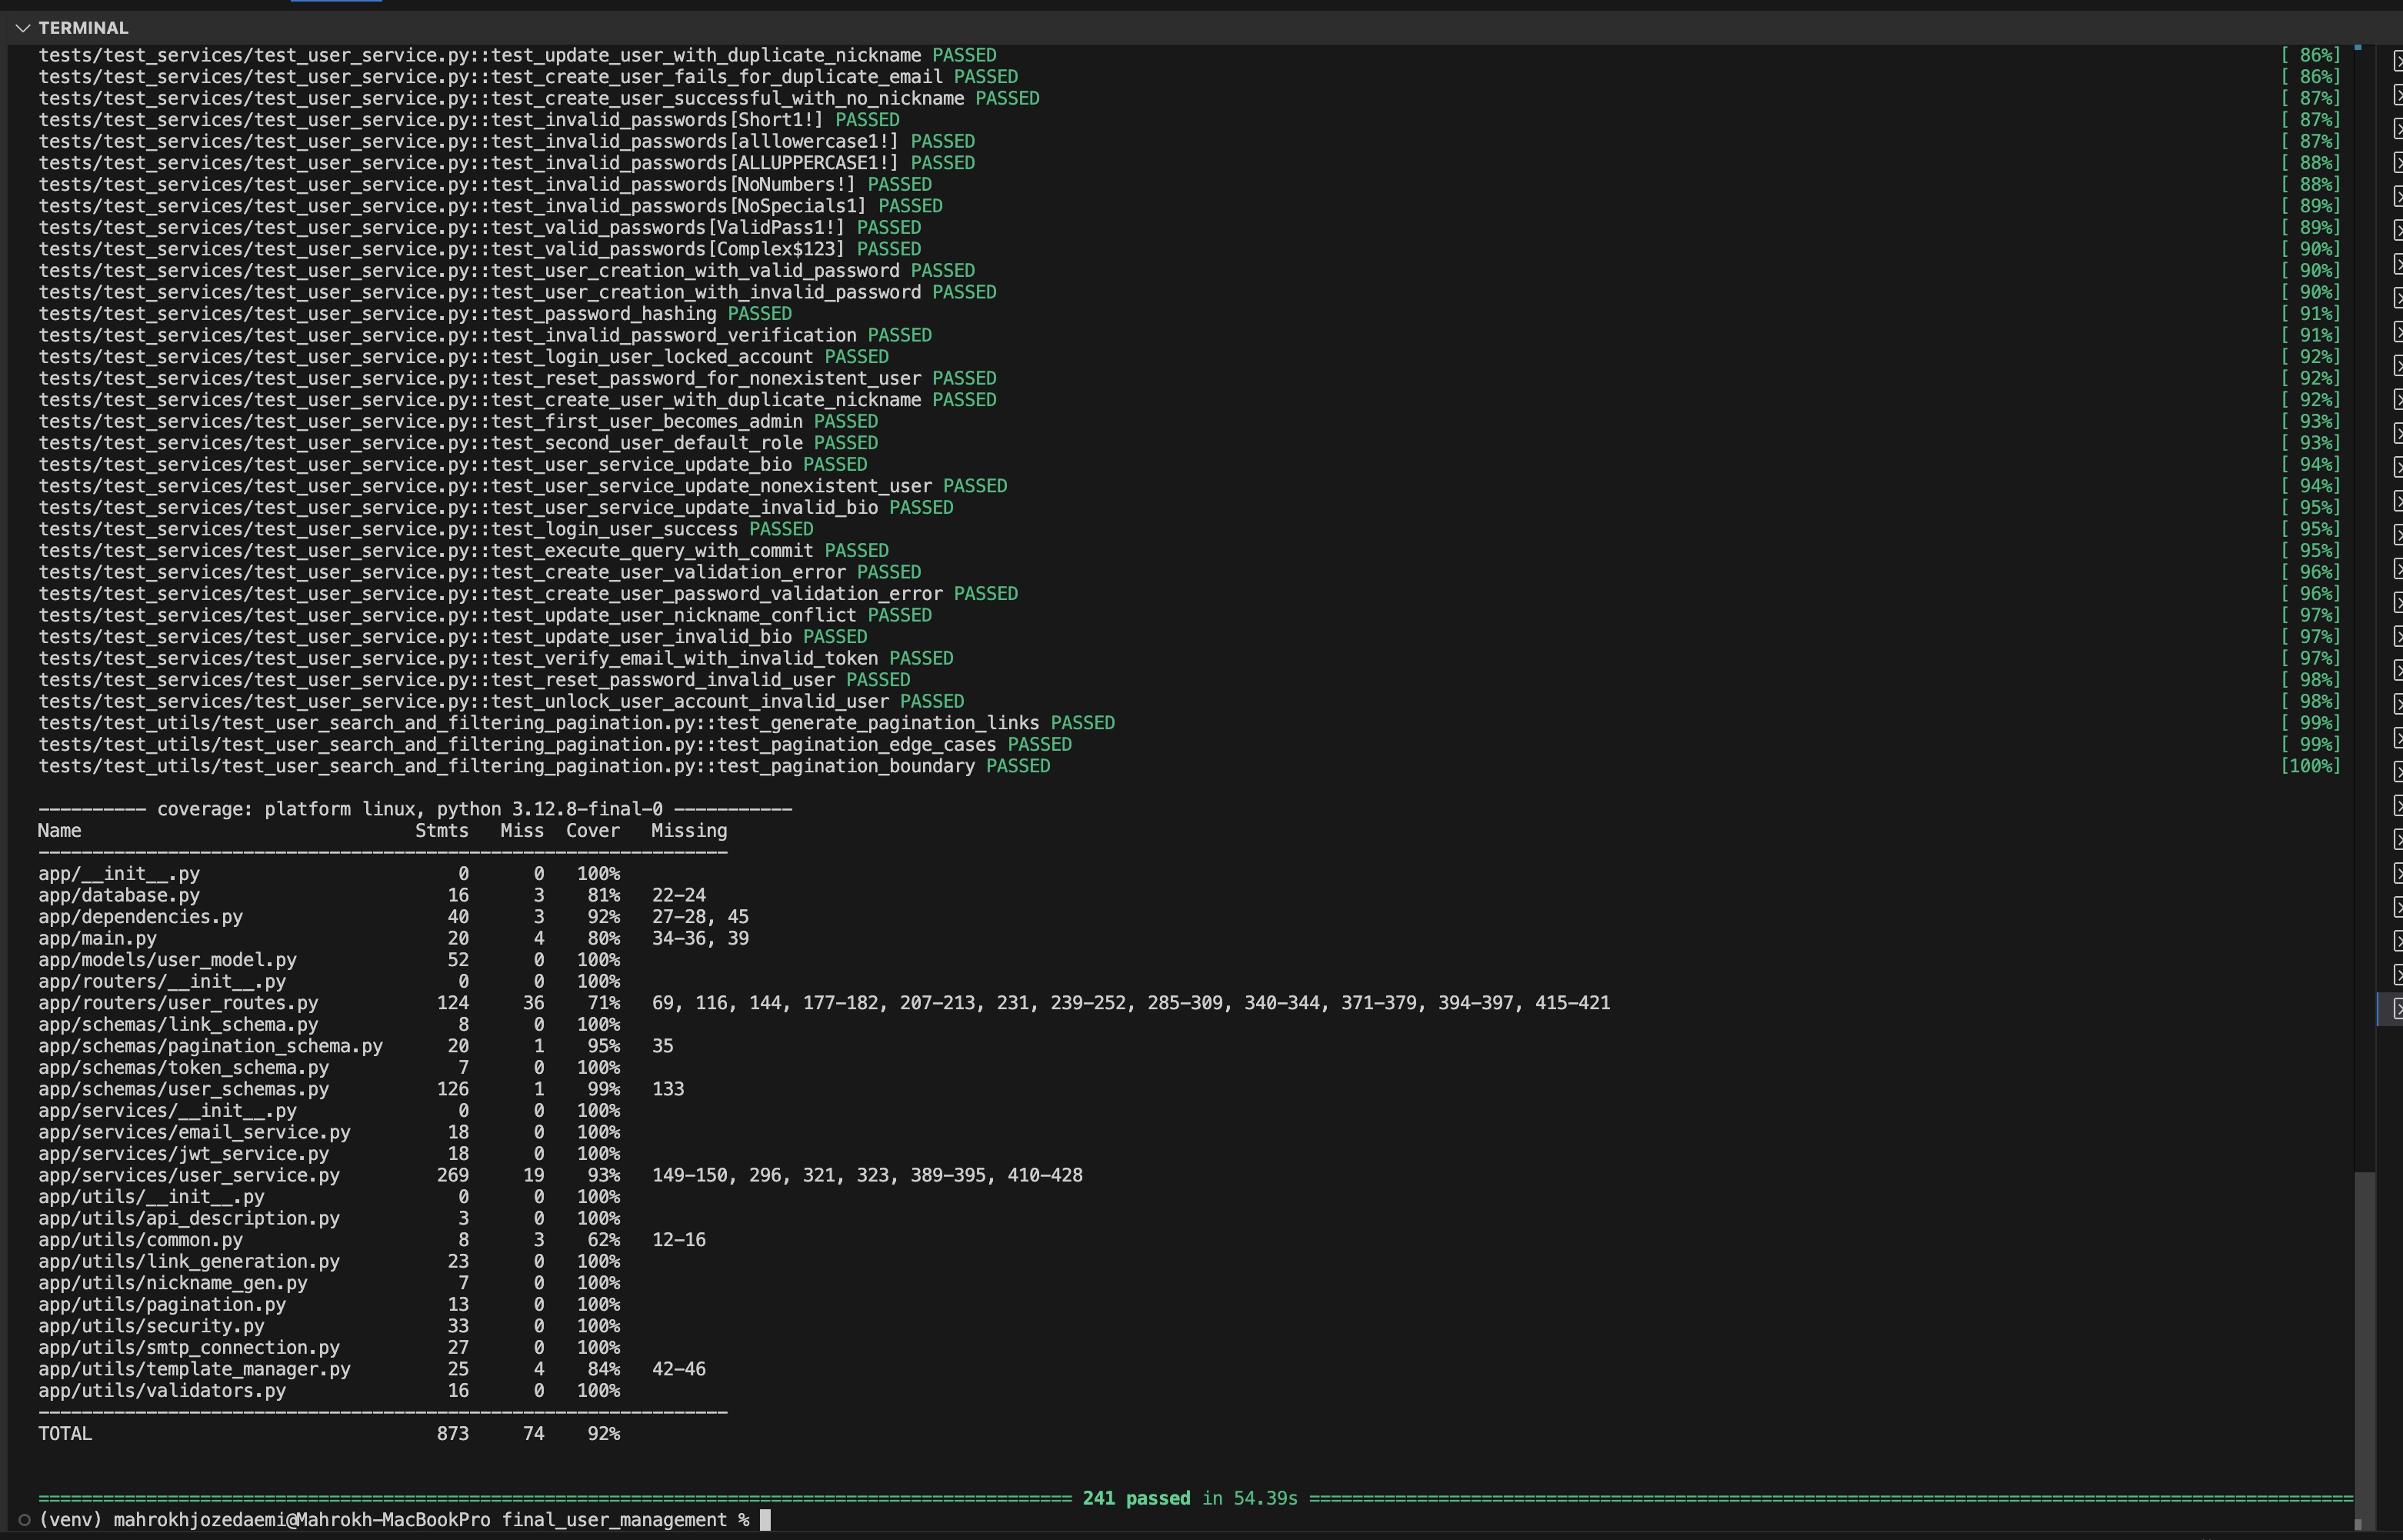 TERMINAL
tests/test_services/test_user_service.py::test_update_user_with_duplicate_nickname PASSED [ 86%]
tests/test_services/test_user_service.py::test_create_user_fails_for_duplicate_email PASSED [ 86%]
tests/test_services/test_user_service.py::test_create_user_successful_with_no_nickname PASSED [ 87%]
tests/test_services/test_user_service.py::test_invalid_passwords[Short1!] PASSED [ 87%]
tests/test_services/test_user_service.py::test_invalid_passwords[alllowercase1!] PASSED [ 87%]
tests/test_services/test_user_service.py::test_invalid_passwords[ALLUPPERCASE1!] PASSED [ 88%]
tests/test_services/test_user_service.py::test_invalid_passwords[NoNumbers!] PASSED [ 88%]
tests/test_services/test_user_service.py::test_invalid_passwords[NoSpecials1] PASSED [ 89%]
tests/test_services/test_user_service.py::test_valid_passwords[ValidPass1!] PASSED [ 89%]
tests/test_services/test_user_service.py::test_valid_passwords[Complex$123] PASSED [ 90%]
tests/test_services/test_user_service.py::test_user_creation_with_valid_password PASSED [ 90%]
tests/test_services/test_user_service.py::test_user_creation_with_invalid_password PASSED [ 90%]
tests/test_services/test_user_service.py::test_password_hashing PASSED [ 91%]
tests/test_services/test_user_service.py::test_invalid_password_verification PASSED [ 91%]
tests/test_services/test_user_service.py::test_login_user_locked_account PASSED [ 92%]
tests/test_services/test_user_service.py::test_reset_password_for_nonexistent_user PASSED [ 92%]
tests/test_services/test_user_service.py::test_create_user_with_duplicate_nickname PASSED [ 92%]
tests/test_services/test_user_service.py::test_first_user_becomes_admin PASSED [ 93%]
tests/test_services/test_user_service.py::test_second_user_default_role PASSED [ 93%]
tests/test_services/test_user_service.py::test_user_service_update_bio PASSED [ 94%]
tests/test_services/test_user_service.py::test_user_service_update_nonexistent_user PASSED [ 94%]
tests/test_services/test_user_service.py::test_user_service_update_invalid_bio PASSED [ 95%]
tests/test_services/test_user_service.py::test_login_user_success PASSED [ 95%]
tests/test_services/test_user_service.py::test_execute_query_with_commit PASSED [ 95%]
tests/test_services/test_user_service.py::test_create_user_validation_error PASSED [ 96%]
tests/test_services/test_user_service.py::test_create_user_password_validation_error PASSED [ 96%]
tests/test_services/test_user_service.py::test_update_user_nickname_conflict PASSED [ 97%]
tests/test_services/test_user_service.py::test_update_user_invalid_bio PASSED [ 97%]
tests/test_services/test_user_service.py::test_verify_email_with_invalid_token PASSED [ 97%]
tests/test_services/test_user_service.py::test_reset_password_invalid_user PASSED [ 98%]
tests/test_services/test_user_service.py::test_unlock_user_account_invalid_user PASSED [ 98%]
tests/test_utils/test_user_search_and_filtering_pagination.py::test_generate_pagination_links PASSED [ 99%]
tests/test_utils/test_user_search_and_filtering_pagination.py::test_pagination_edge_cases PASSED [ 99%]
tests/test_utils/test_user_search_and_filtering_pagination.py::test_pagination_boundary PASSED [100%]
---------- coverage: platform linux, python 3.12.8-final-0 -----------
Name Stmts Miss Cover Missing
app/__init__.py 0 0 100%
app/database.py 16 3 81% 22-24
app/dependencies.py 40 3 92% 27-28, 45
app/main.py 20 4 80% 34-36, 39
app/models/user_model.py 52 0 100%
app/routers/__init__.py 0 0 100%
app/routers/user_routes.py 124 36 71% 69, 116, 144, 177-182, 207-213, 231, 239-252, 285-309, 340-344, 371-379, 394-397, 415-421
app/schemas/link_schema.py 8 0 100%
app/schemas/pagination_schema.py 20 1 95% 35
app/schemas/token_schema.py 7 0 100%
app/schemas/user_schemas.py 126 1 99% 133
app/services/__init__.py 0 0 100%
app/services/email_service.py 18 0 100%
app/services/jwt_service.py 18 0 100%
app/services/user_service.py 269 19 93% 149-150, 296, 321, 323, 389-395, 410-428
app/utils/__init__.py 0 0 100%
app/utils/api_description.py 3 0 100%
app/utils/common.py 8 3 62% 12-16
app/utils/link_generation.py 23 0 100%
app/utils/nickname_gen.py 7 0 100%
app/utils/pagination.py 13 0 100%
app/utils/security.py 33 0 100%
app/utils/smtp_connection.py 27 0 100%
app/utils/template_manager.py 25 4 84% 42-46
app/utils/validators.py 16 0 100%
TOTAL 873 74 92%
241 passed in 54.39s
(venv) mahrokhjozedaemi@Mahrokh-MacBookPro final_user_management %